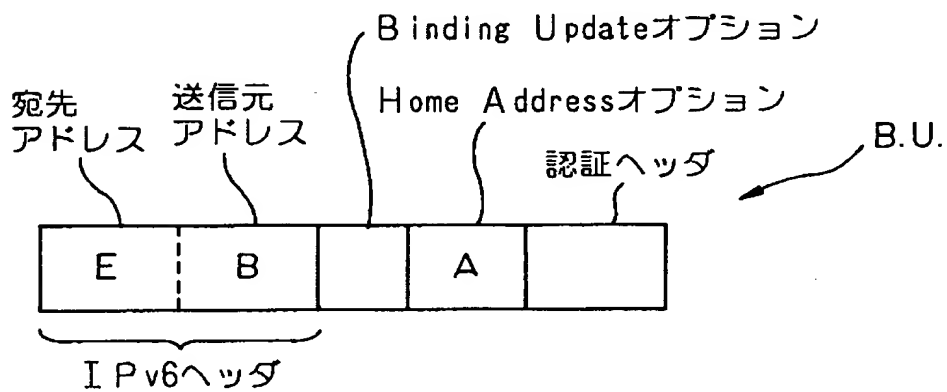 Binding Updateオプション
宛先
アドレス
送信元
アドレス
Home Addressオプション
認証ヘッダ
B.U.
E
B
A
IPv6ヘッダ